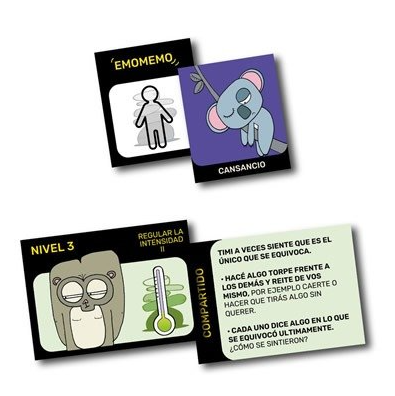 EMOMEMO
CANSANCIO
NIVEL 3
REGULAR LA
INTENSIDAD
II
COMPARTIDO
TIMI A VECES SIENTE QUE ES EL
ÚNICO QUE SE EQUIVOCA.
• HACÉ ALGO TORPE FRENTE A
LOS DEMÁS Y REITE DE VOS
MISMO, POR EJEMPLO CAERTE O
HACER QUE TIRÁS ALGO SIN
QUERER.
• CADA UNO DICE ALGO EN LO QUE
SE EQUIVOCÓ ULTIMAMENTE.
¿CÓMO SE SINTIERON?